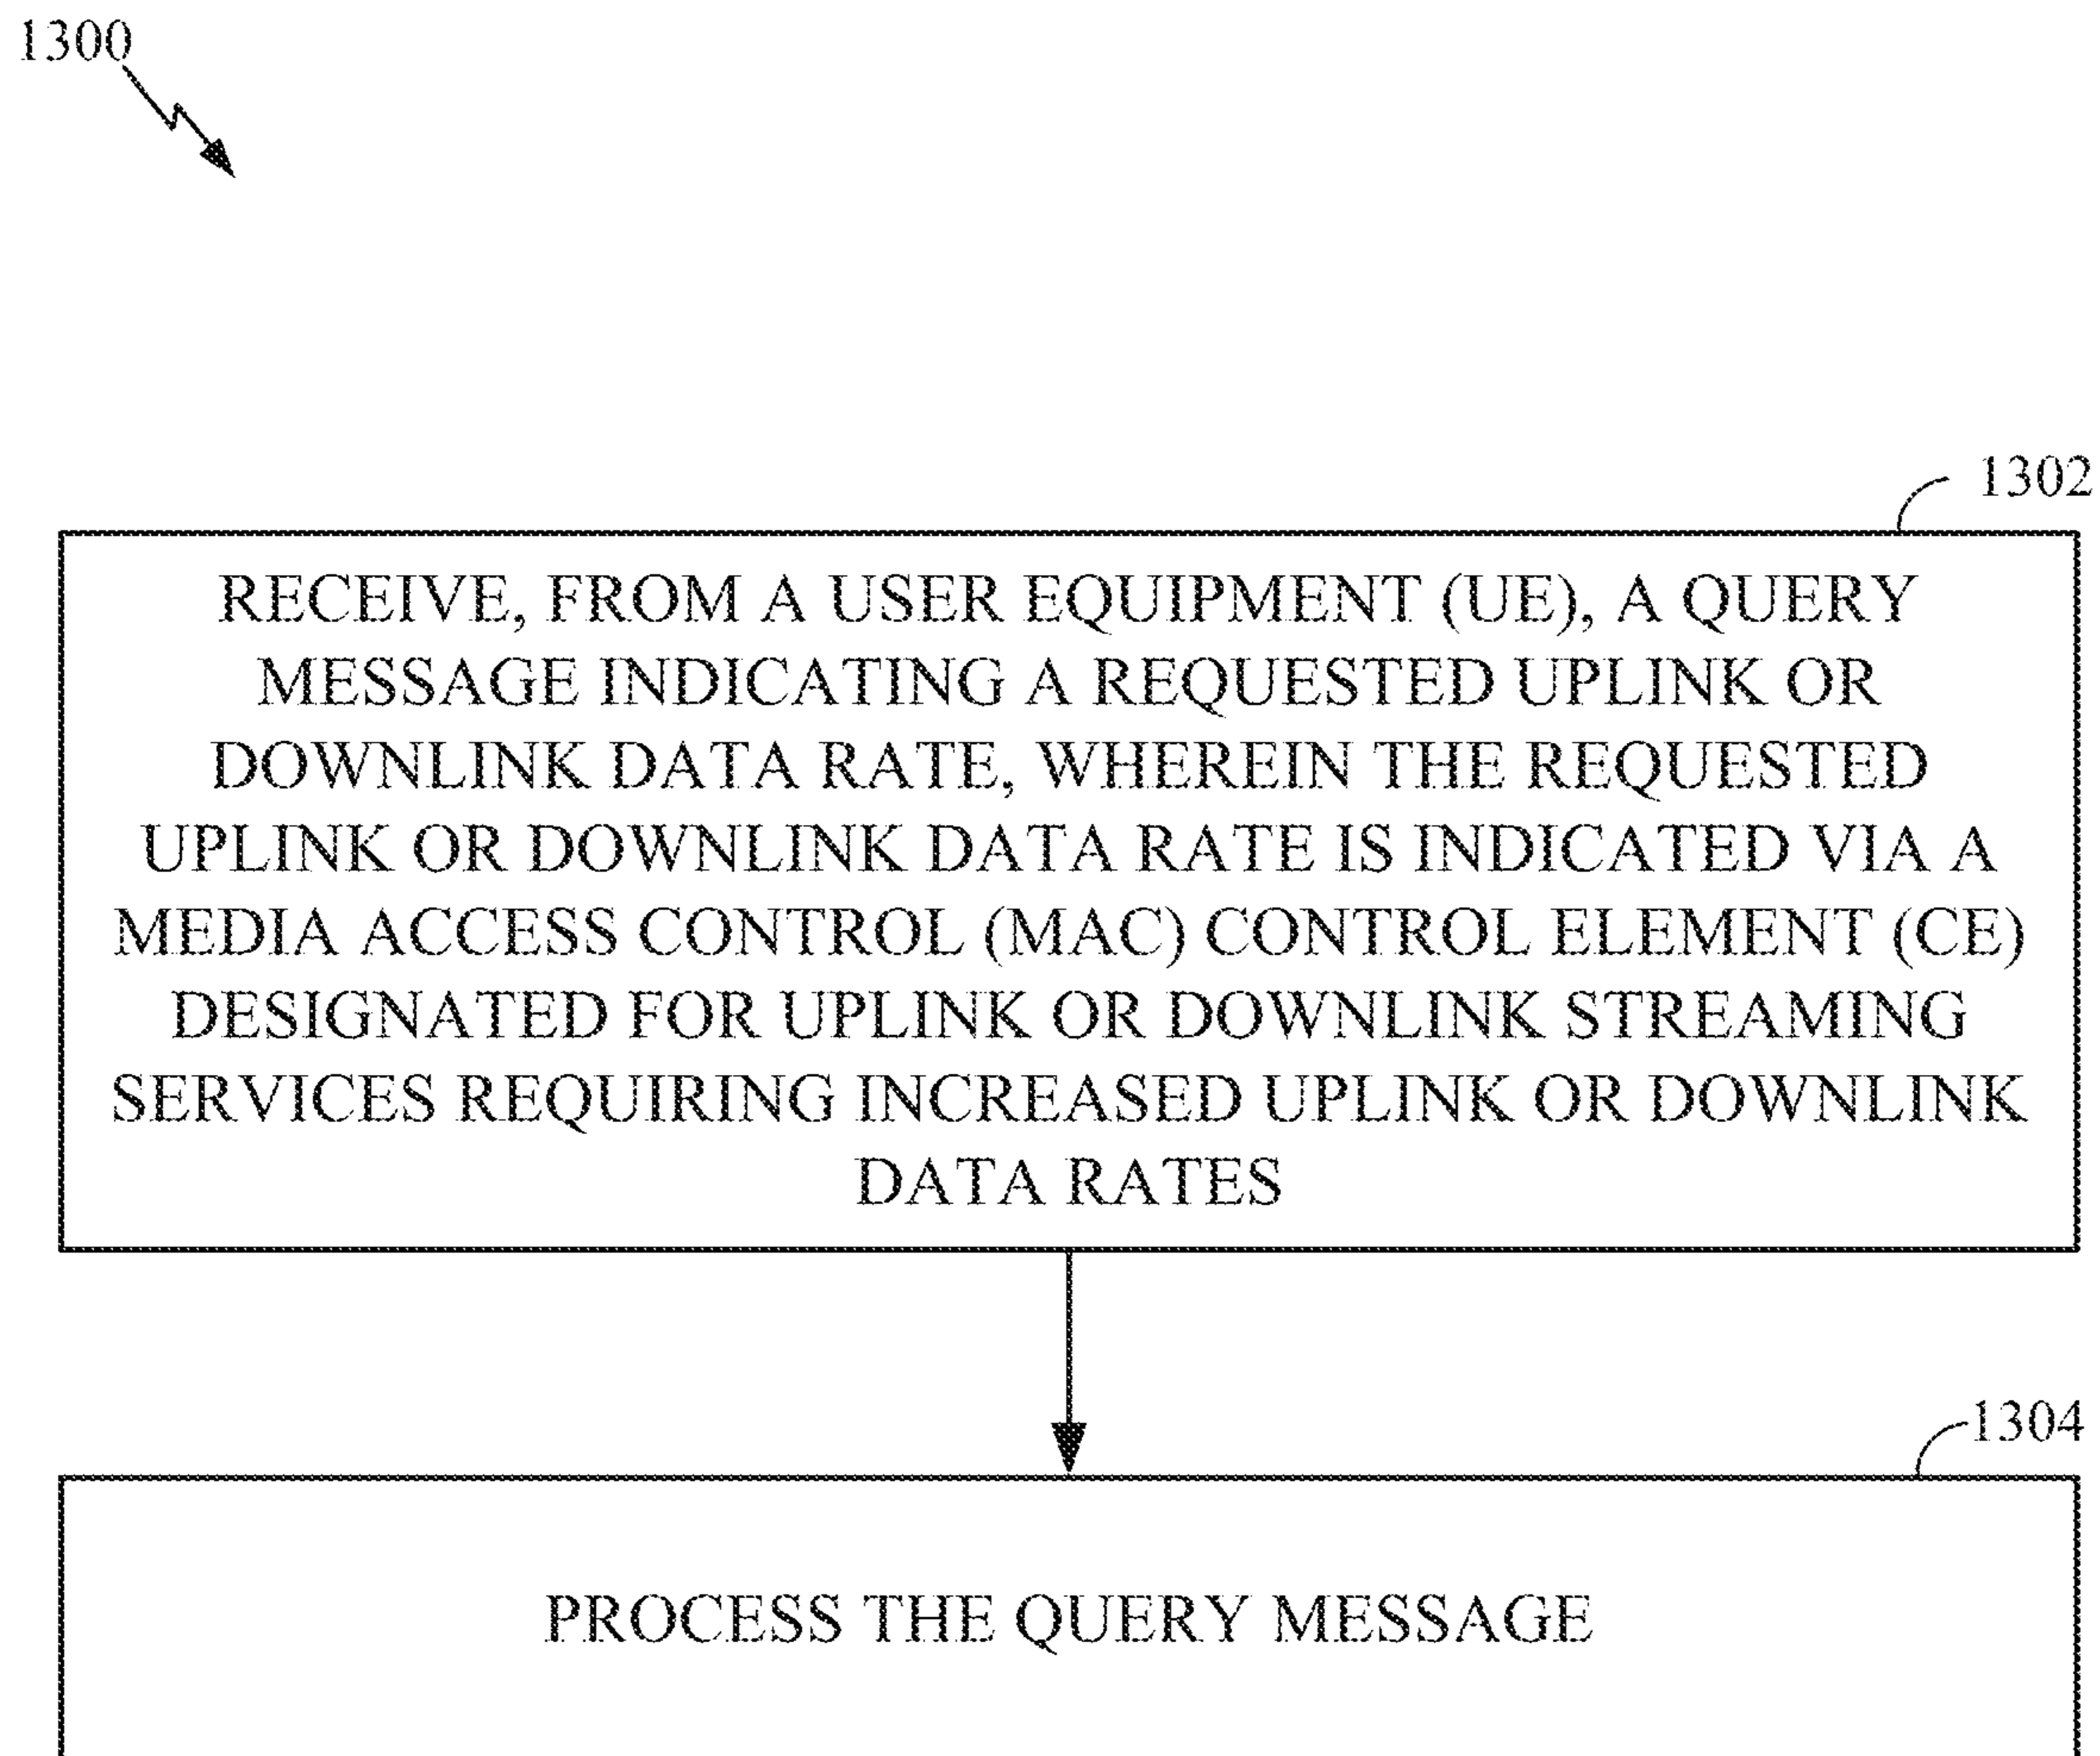 1300
1302
RECEIVE, FROM A USER EQUIPMENT (UE), A QUERY
MESSAGE INDICATING A REQUESTED UPLINK OR
DOWNLINK DATA RATE, WHEREIN THE REQUESTED
UPLINK OR DOWNLINK DATA RATE IS INDICATED VIA A
MEDIA ACCESS CONTROL (MAC) CONTROL ELEMENT (CE)
DESIGNATED FOR UPLINK OR DOWNLINK STREAMING
SERVICES REQUIRING INCREASED UPLINK OR DOWNLINK
DATA RATES
1304
PROCESS THE QUERY MESSAGE